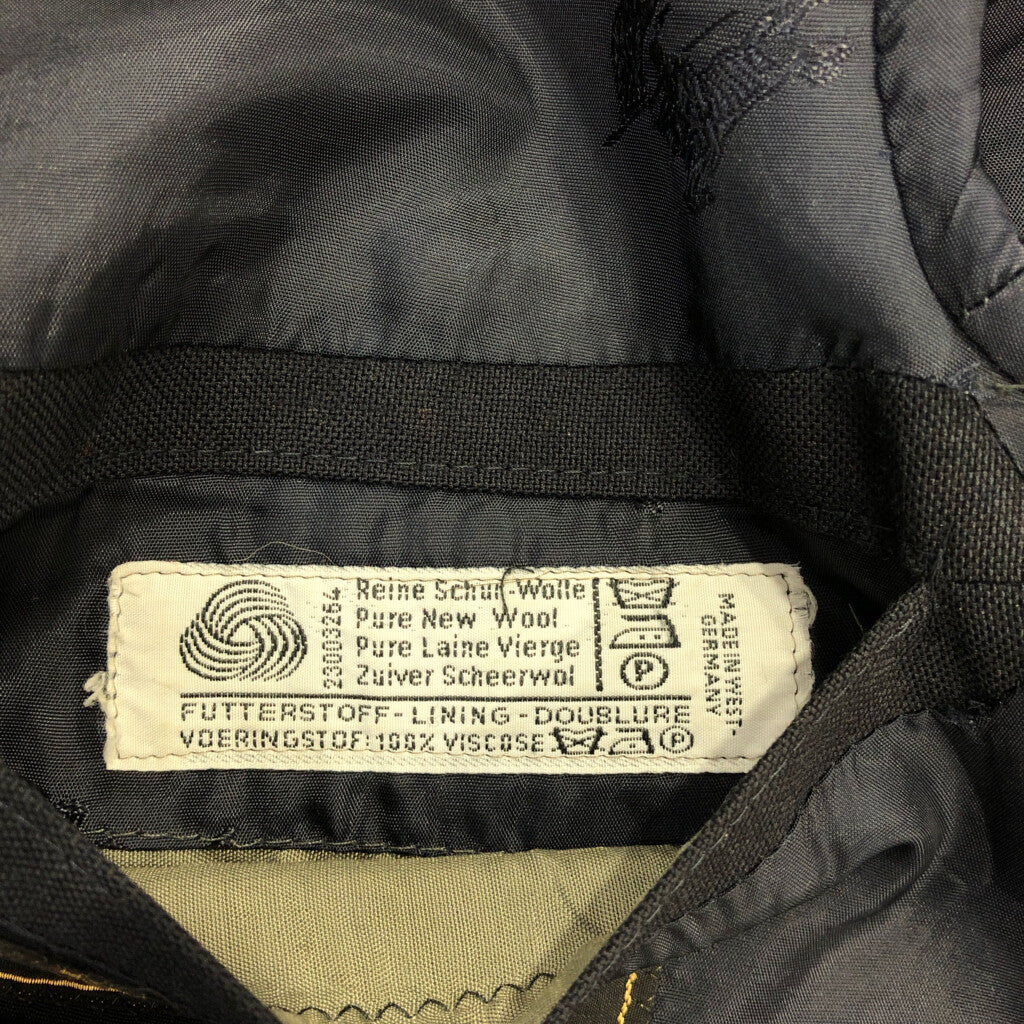 23003254
Reine Schur-Wolle
Pure New Wool
Pure Laine Vierge
Zuiver Scheerwol
P
MADE IN WEST-
GERMANY
FUTTERSTOFF-LINING-DOUBLURE
VOERINGSTOF:100% VISCOSE P